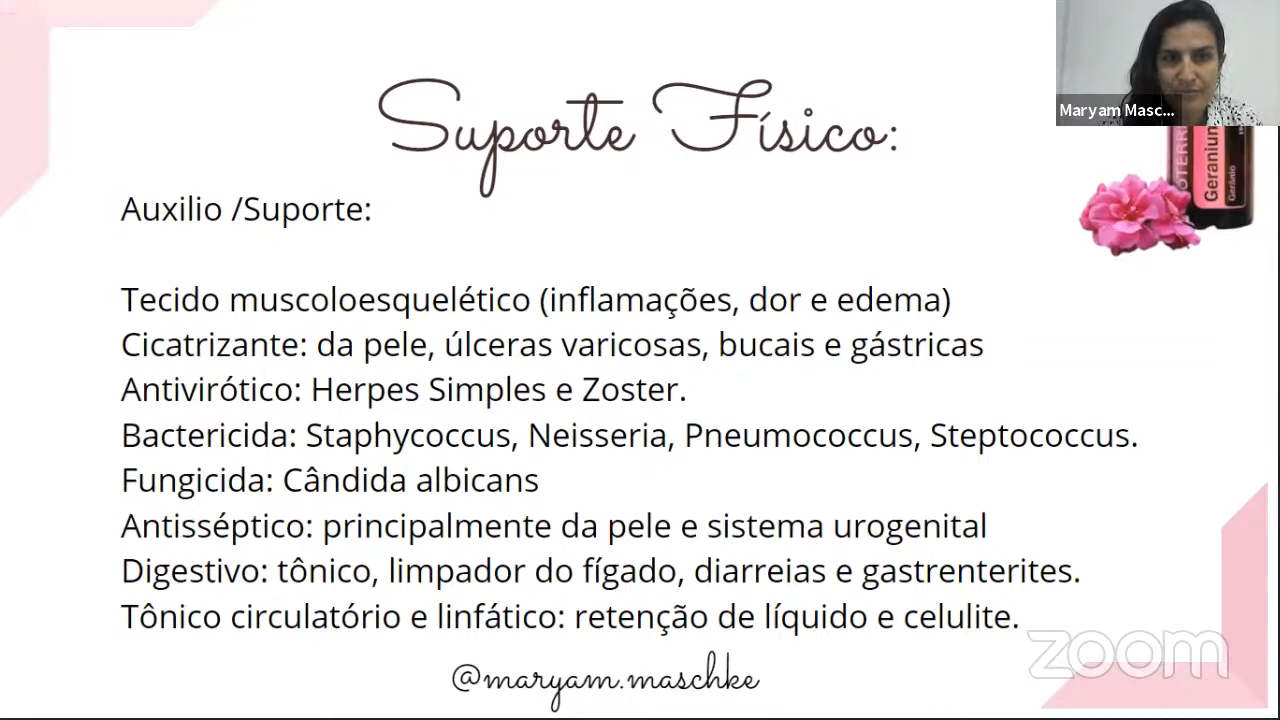 Suporte Físico:
Maryam Masc...
OTERRA
Geranium
Gerânio
Auxilio /Suporte:
Tecido muscoloesquelético (inflamações, dor e edema)
Cicatrizante: da pele, úlceras varicosas, bucais e gástricas
Antivirótico: Herpes Simples e Zoster.
Bactericida: Staphycoccus, Neisseria, Pneumococcus, Steptococcus.
Fungicida: Cândida albicans
Antisséptico: principalmente da pele e sistema urogenital
Digestivo: tônico, limpador do fígado, diarreias e gastrenterites.
Tônico circulatório e linfático: retenção de líquido e celulite.
zoom
@maryam.maschke